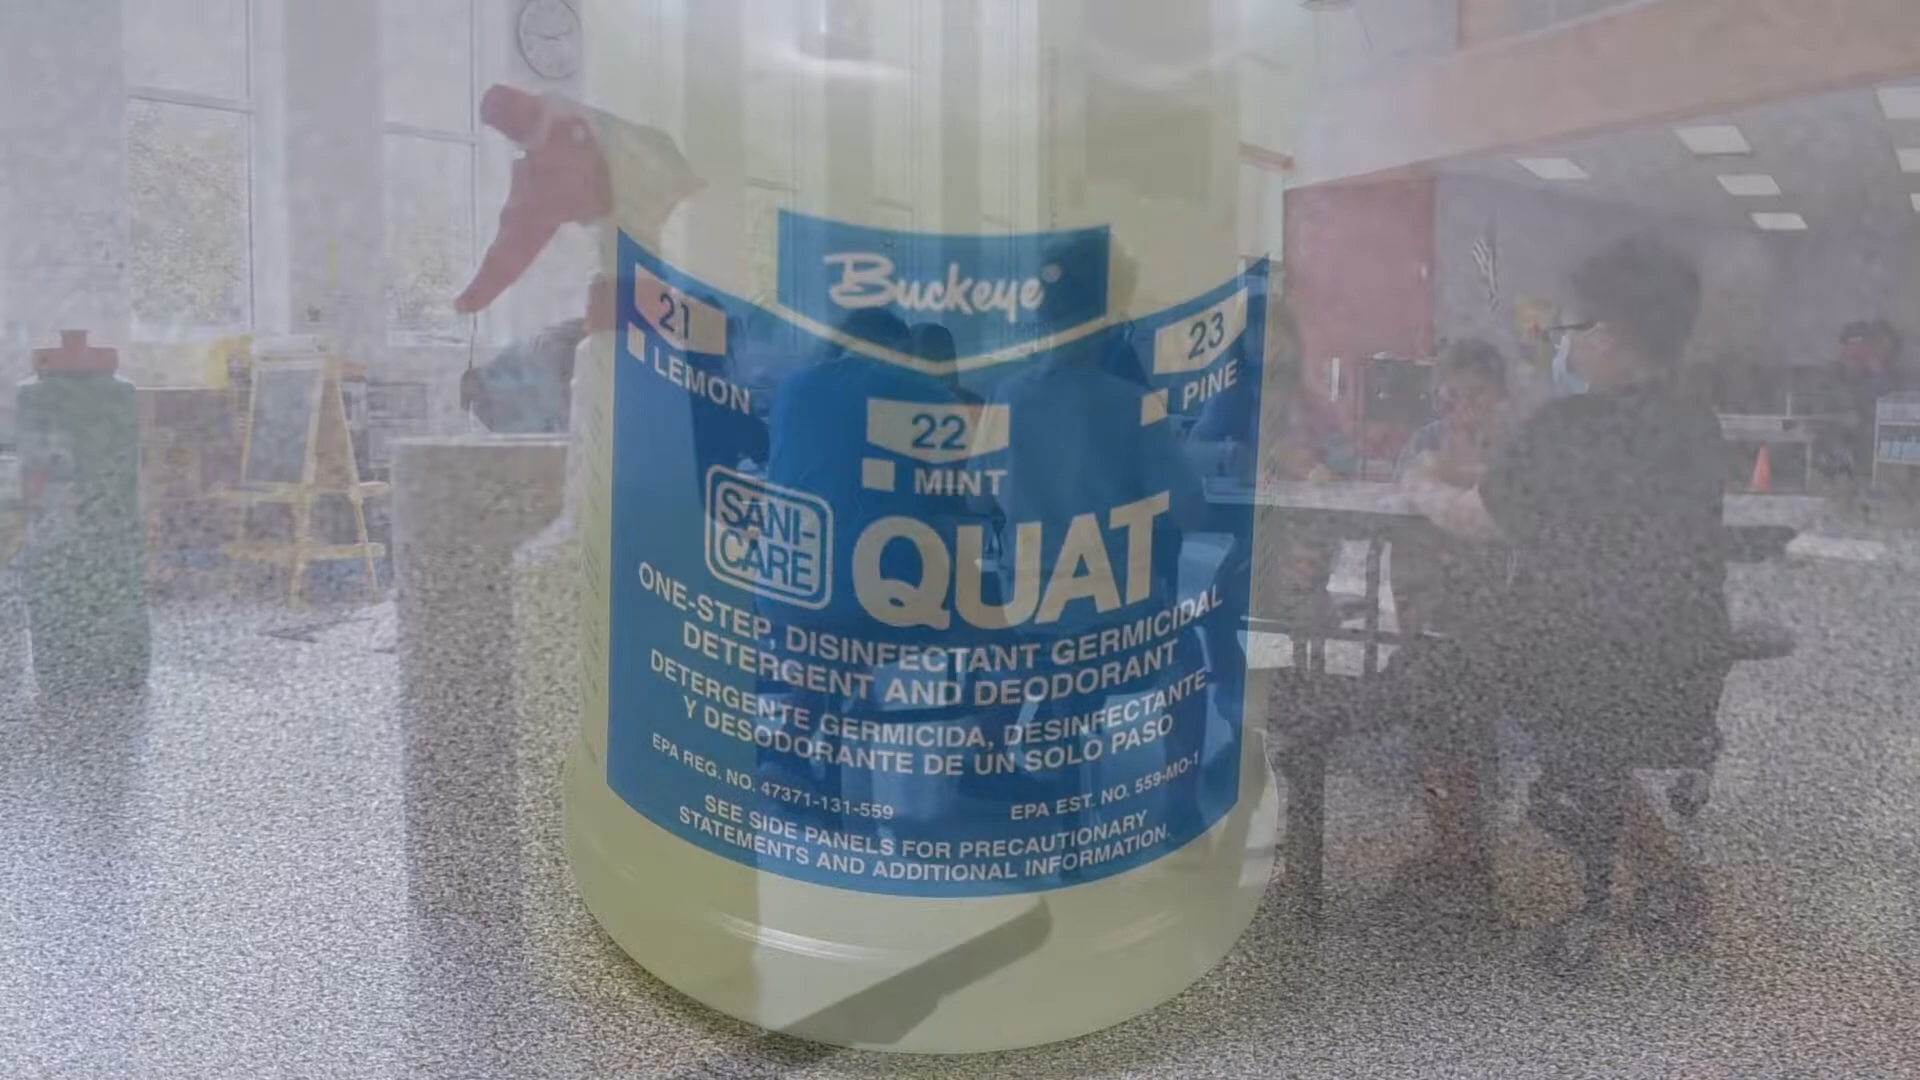 Buckeye®
21
LEMON
23
PINE
22
MINT
SANI-
CARE
QUAT
ONE-STEP, DISINFECTANT GERMICIDAL
DETERGENT AND DEODORANT
DETERGENTE GERMICIDA, DESINFECTANTE
Y DESODORANTE DE UN SOLO PASO
EPA REG. NO. 47371-131-559
EPA EST. NO. 559-MO-1
SEE SIDE PANELS FOR PRECAUTIONARY
STATEMENTS AND ADDITIONAL INFORMATION.